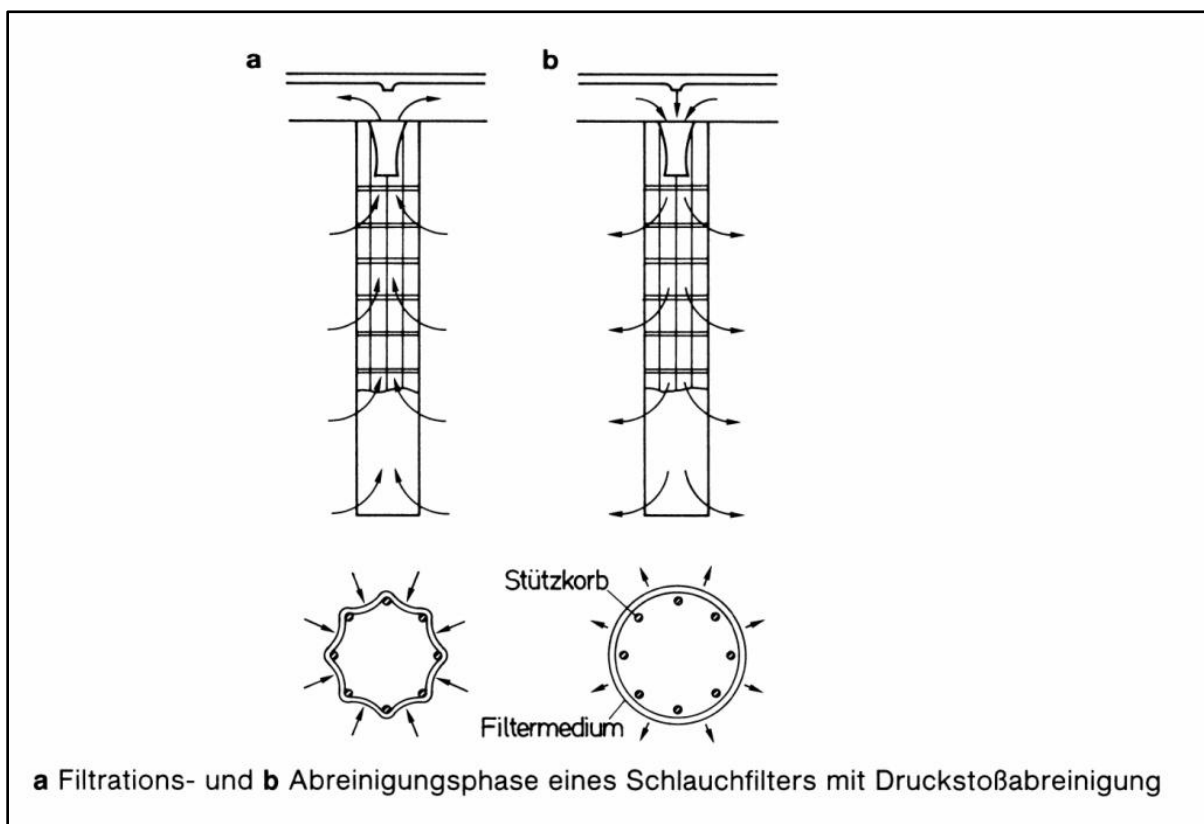 a
b
Stützkorb
Filtermedium
a Filtrations- und b Abreinigungsphase eines Schlauchfilters mit Druckstoßabreinigung